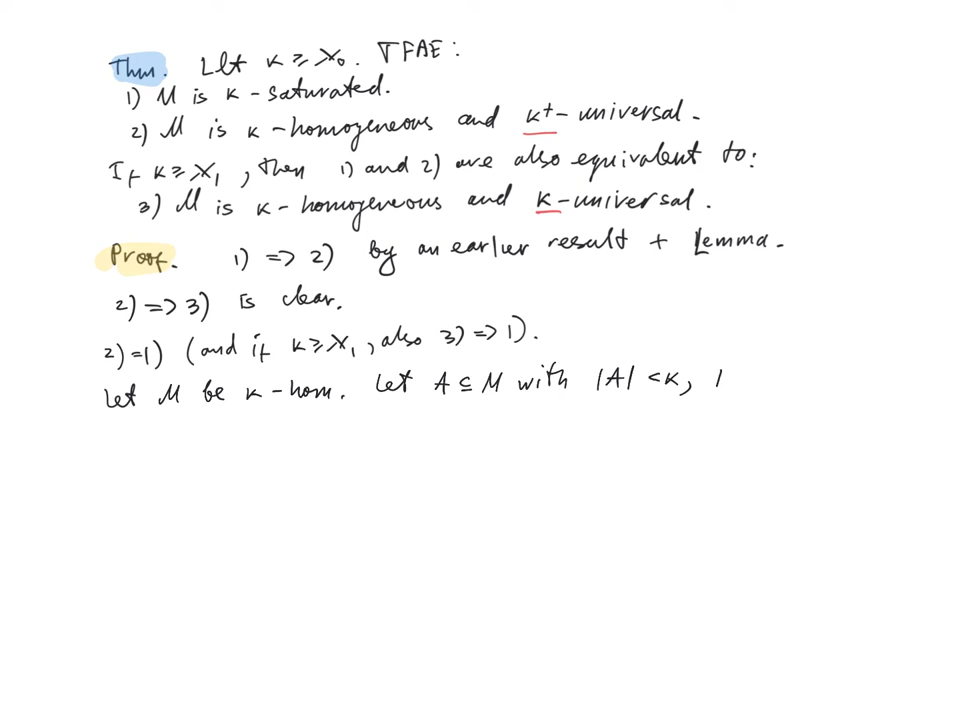 Thm. Let κ ≥ ℵ₀. TFAE:
1) M is κ-saturated.
2) M is κ-homogeneous and κ⁺-universal.
If κ ≥ ℵ₁, then 1) and 2) are also equivalent to:
3) M is κ-homogeneous and κ-universal.
Proof. 1) => 2) by an earlier result + Lemma.
2) => 3) is clear.
2) => 1) (and if κ ≥ ℵ₁, also 3) => 1).
Let M be κ-hom. Let A ⊆ M with |A| < κ, |